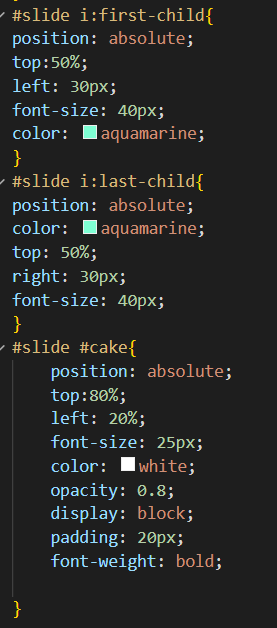 #slide i:first-child{
position: absolute;
top:50%;
left: 30px;
font-size: 40px;
color: aquamarine;
}
#slide i:last-child{
position: absolute;
color: aquamarine;
top: 50%;
right: 30px;
font-size: 40px;
}
#slide #cake{
position: absolute;
top:80%;
left: 20%;
font-size: 25px;
color: white;
opacity: 0.8;
display: block;
padding: 20px;
font-weight: bold;
}